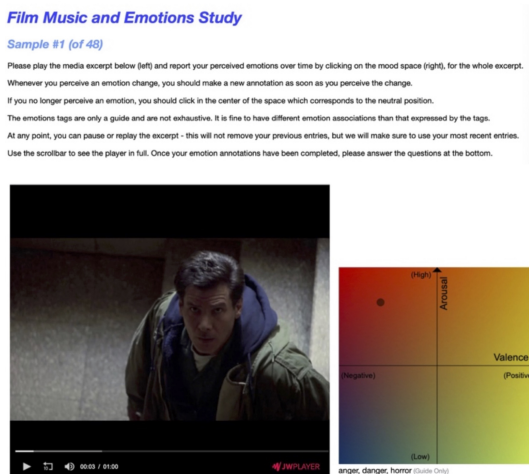 Film Music and Emotions Study
Sample #1 (of 48)
Please play the media excerpt below (left) and report your perceived emotions over time by clicking on the mood space (right), for the whole excerpt.
Whenever you perceive an emotion change, you should make a new annotation as soon as you perceive the change.
If you no longer perceive an emotion, you should click in the center of the space which corresponds to the neutral position.
The emotions tags are only a guide and are not exhaustive. It is fine to have different emotion associations than that expressed by the tags.
At any point, you can pause or replay the excerpt - this will not remove your previous entries, but we will make sure to use your most recent entries.
Use the scrollbar to see the player in full. Once your emotion annotations have been completed, please answer the questions at the bottom.
(High)
Arousal
Valence
(Negative)
(Positive
(Low)
00:03 / 01:00
JWPLAYER
anger, danger, horror (Guide Only)